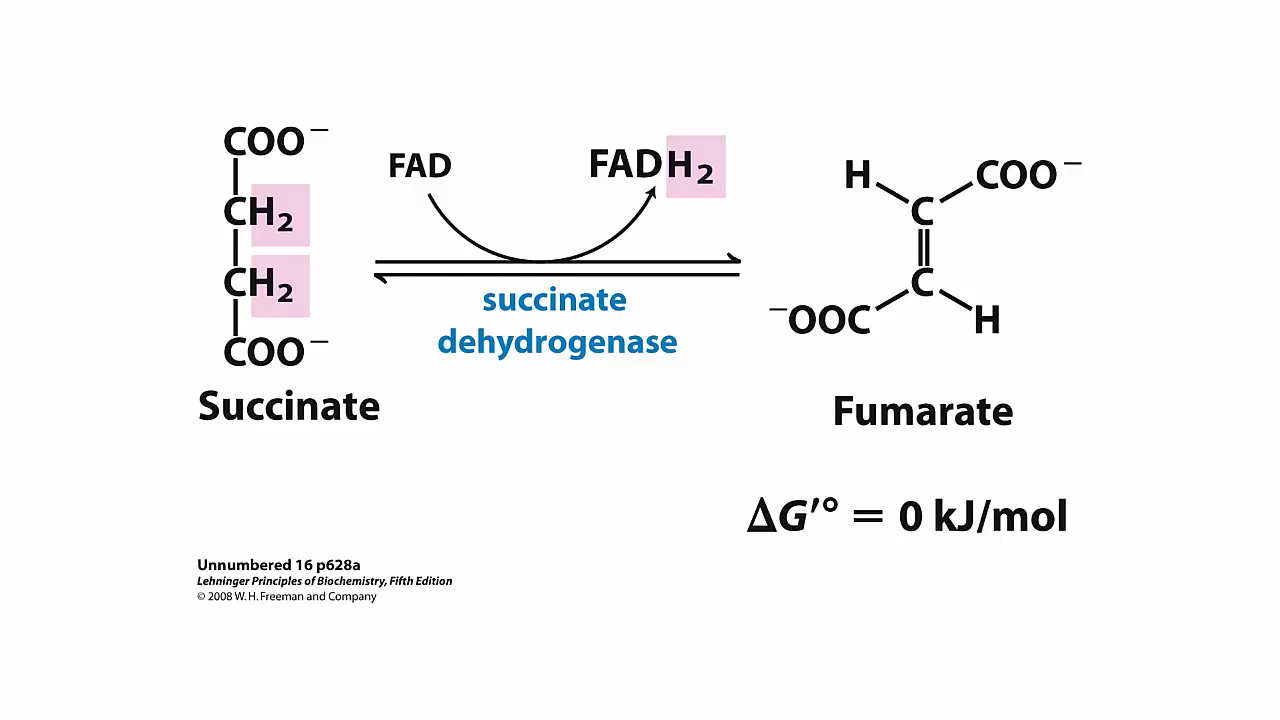 COO⁻
CH₂
CH₂
COO⁻
Succinate
FAD
FADH₂
succinate
dehydrogenase
H COO⁻
C
C
⁻OOC H
Fumarate
ΔG′° = 0 kJ/mol
Unnumbered 16 p628a
Lehninger Principles of Biochemistry, Fifth Edition
© 2008 W. H. Freeman and Company